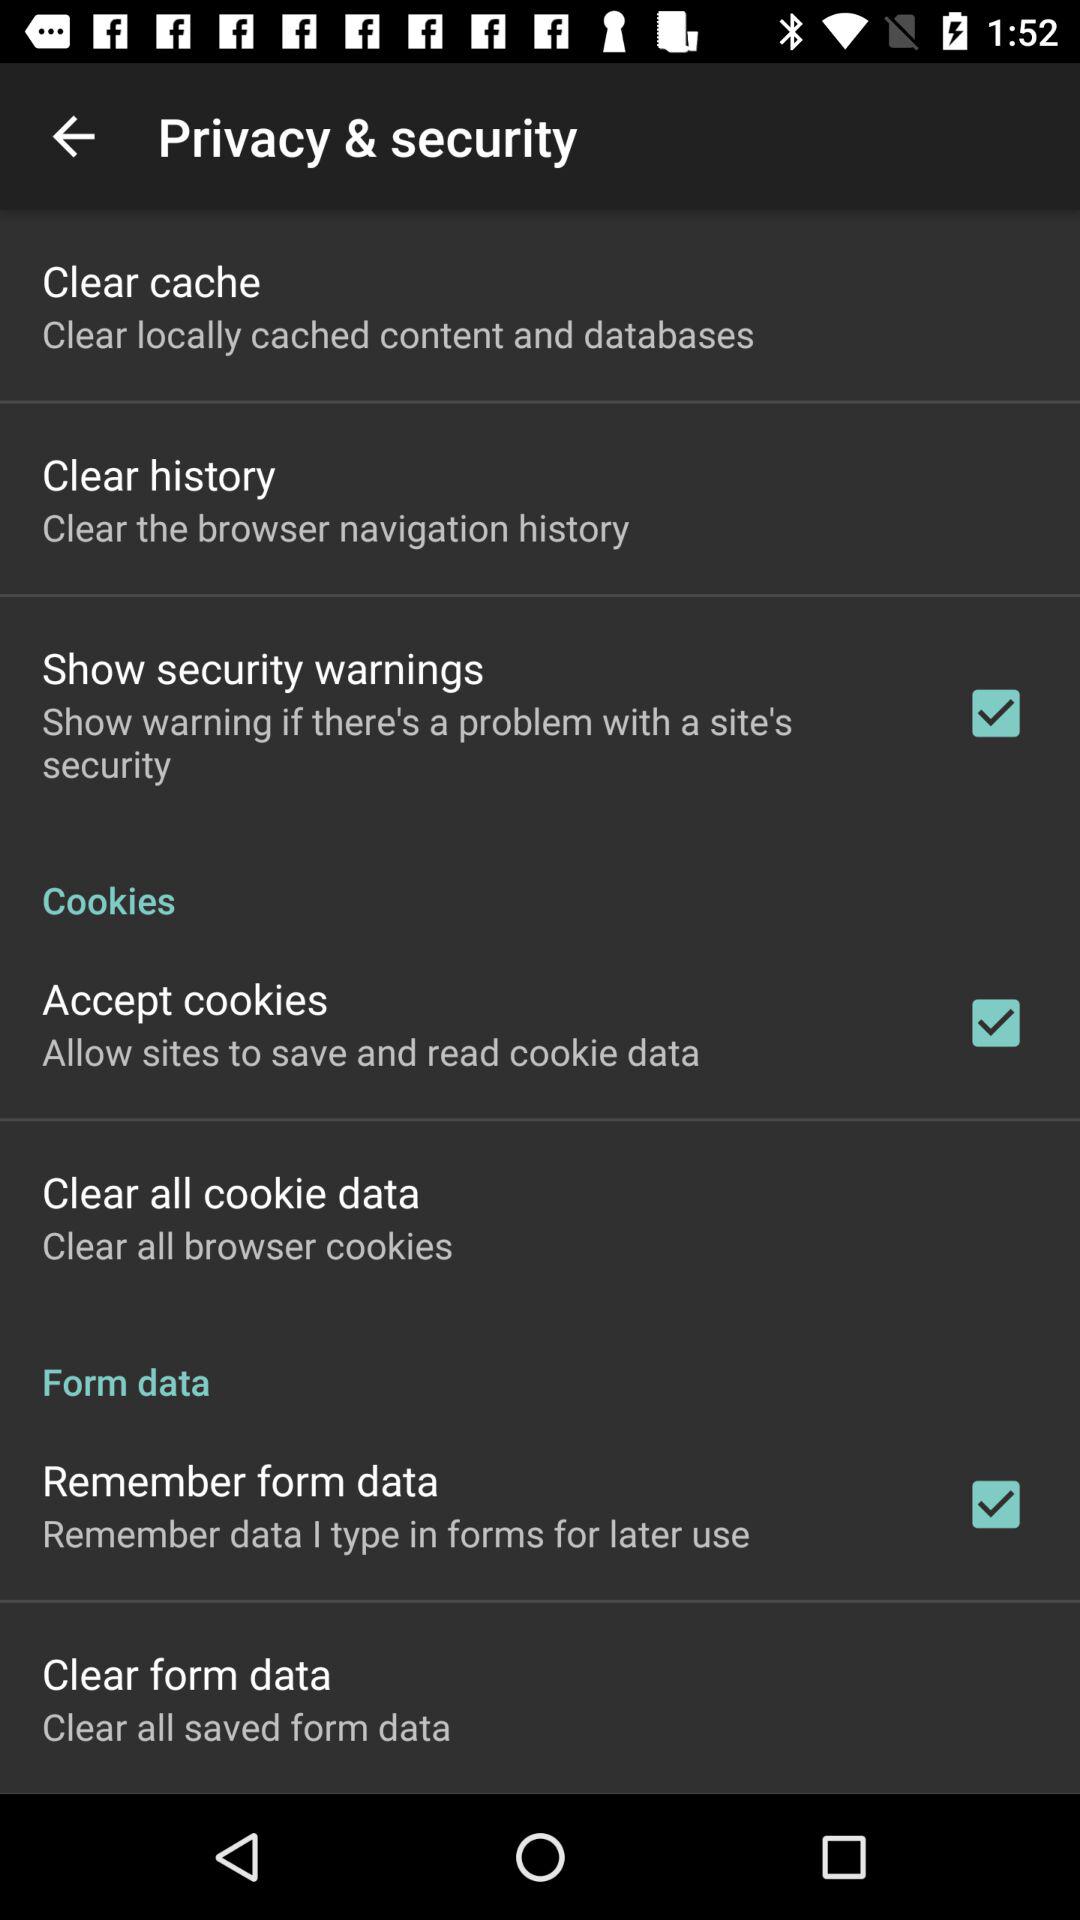 1:52
Privacy & security
Clear cache
Clear locally cached content and databases
Clear history
Clear the browser navigation history
Show security warnings
Show warning if there's a problem with a site's
security
Cookies
Accept cookies
Allow sites to save and read cookie data
Clear all cookie data
Clear all browser cookies
Form data
Remember form data
Remember data I type in forms for later use
Clear form data
Clear all saved form data